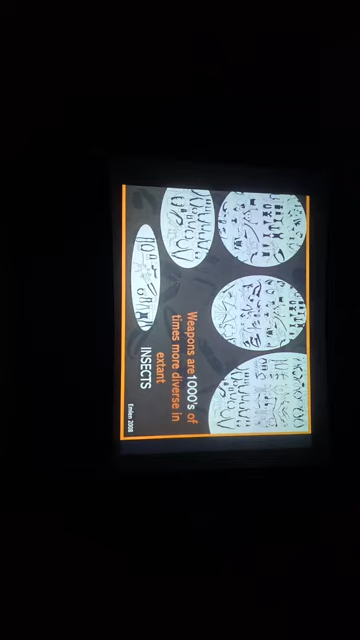 Weapons are 1000's of
times more diverse in
extant
INSECTS
Emlen 2008